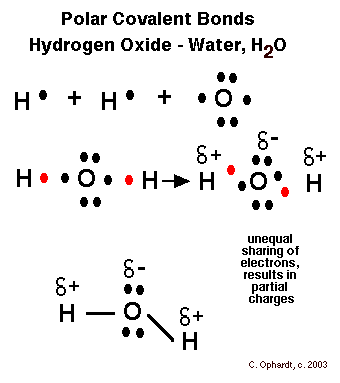 Polar Covalent Bonds
Hydrogen Oxide - Water, H2O
H + H + O
δ-
H O H δ+ H O H δ+
unequal
sharing of
electrons,
results in
partial
charges
δ-
δ+
H O δ+
H
C. Ophardt, c. 2003